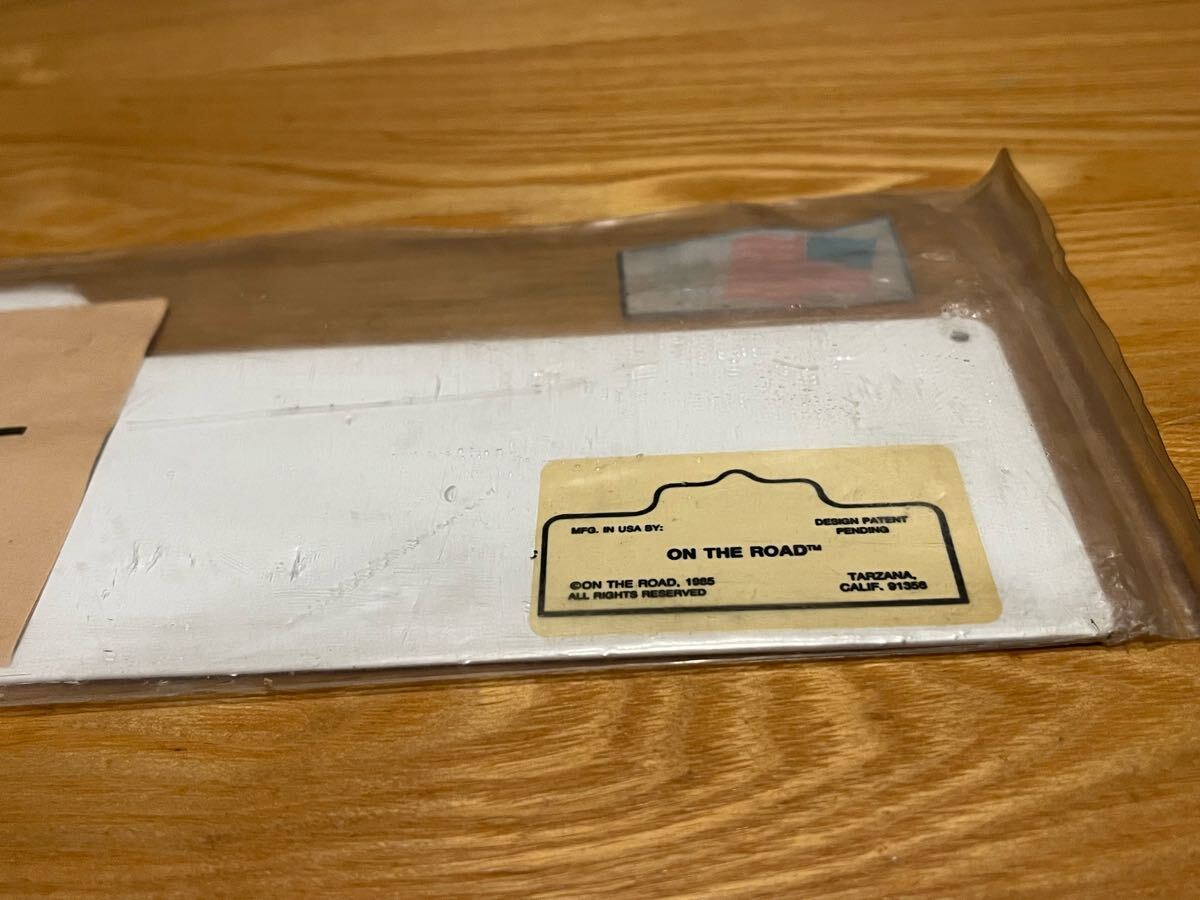 MFG. IN USA BY:
DESIGN PATENT
PENDING
ON THE ROAD™
©ON THE ROAD, 1985
ALL RIGHTS RESERVED
TARZANA,
CALIF. 91356